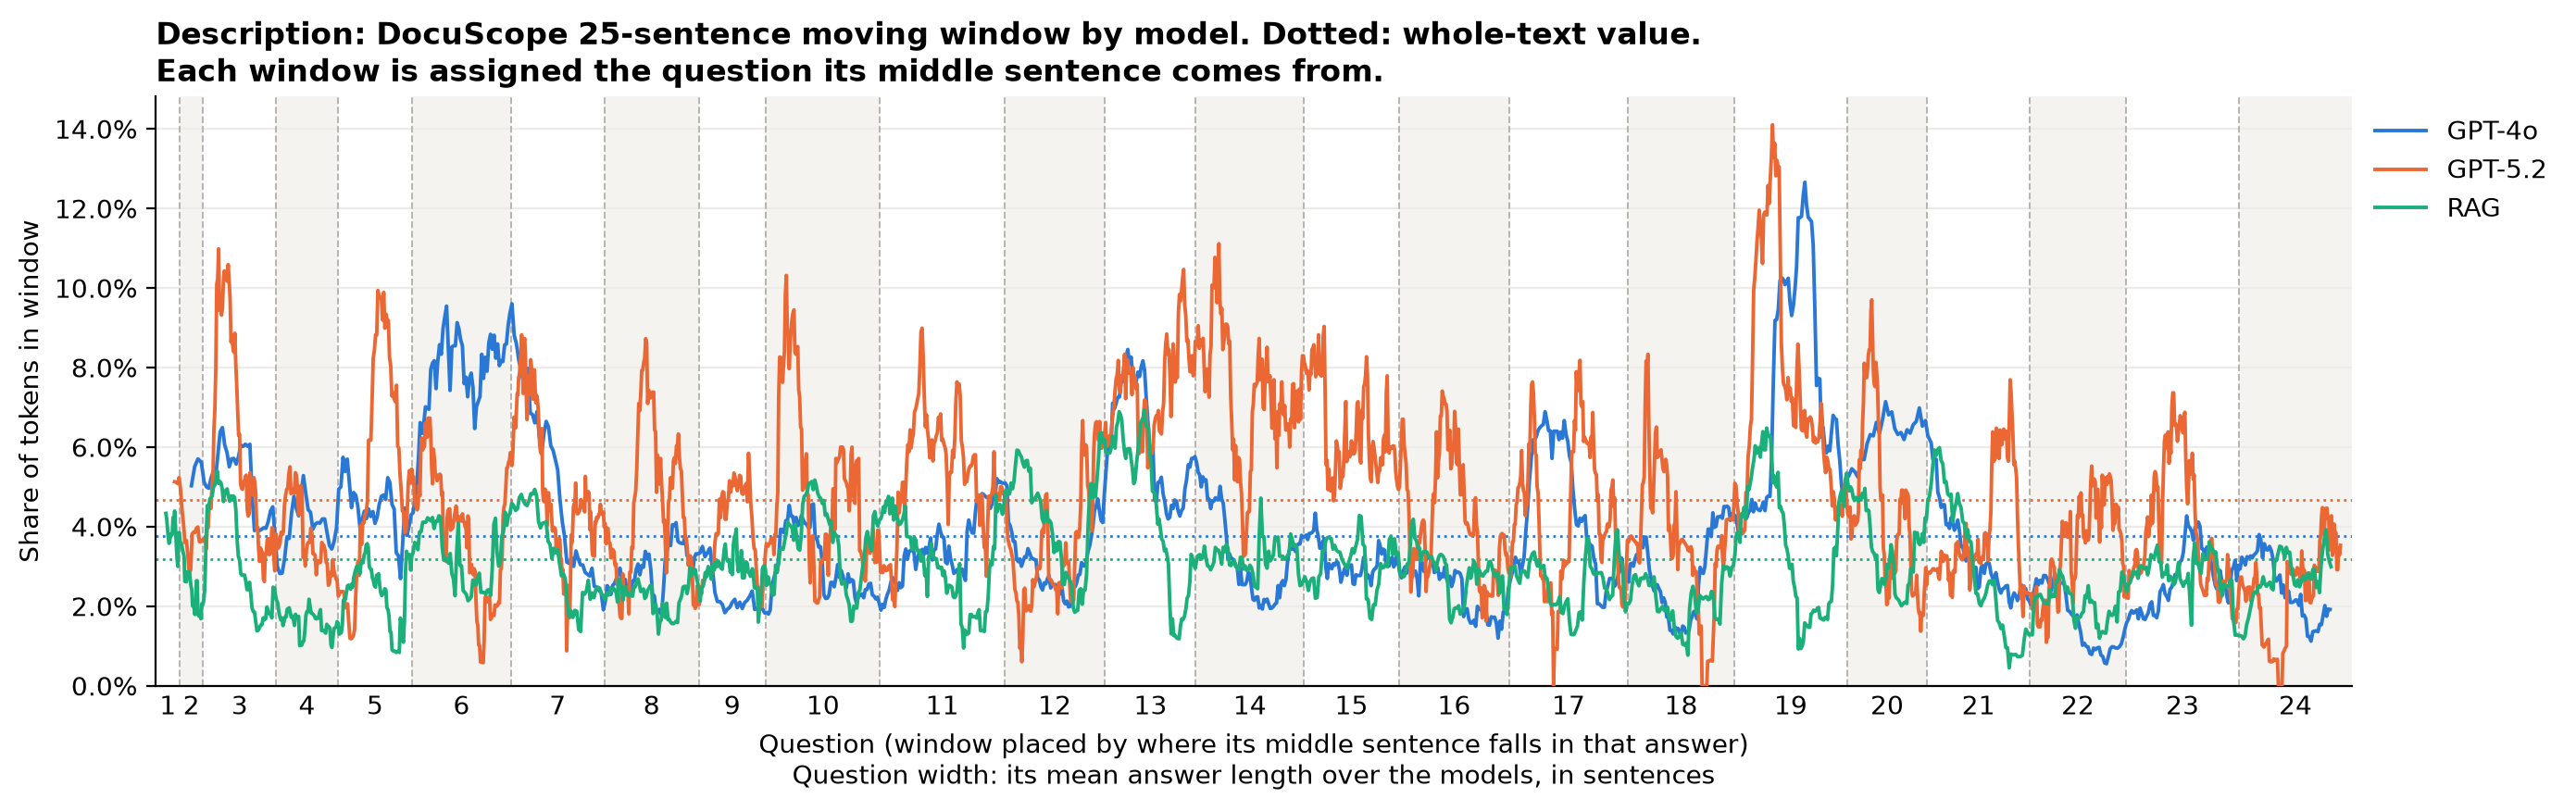 Description: DocuScope 25-sentence moving window by model. Dotted: whole-text value.
Each window is assigned the question its middle sentence comes from.
14.0%
12.0%
10.0%
8.0%
6.0%
4.0%
2.0%
0.0%
Share of tokens in window
GPT-4o
GPT-5.2
RAG
1 2 3 4 5 6 7 8 9 10 11 12 13 14 15 16 17 18 19 20 21 22 23 24
Question (window placed by where its middle sentence falls in that answer)
Question width: its mean answer length over the models, in sentences